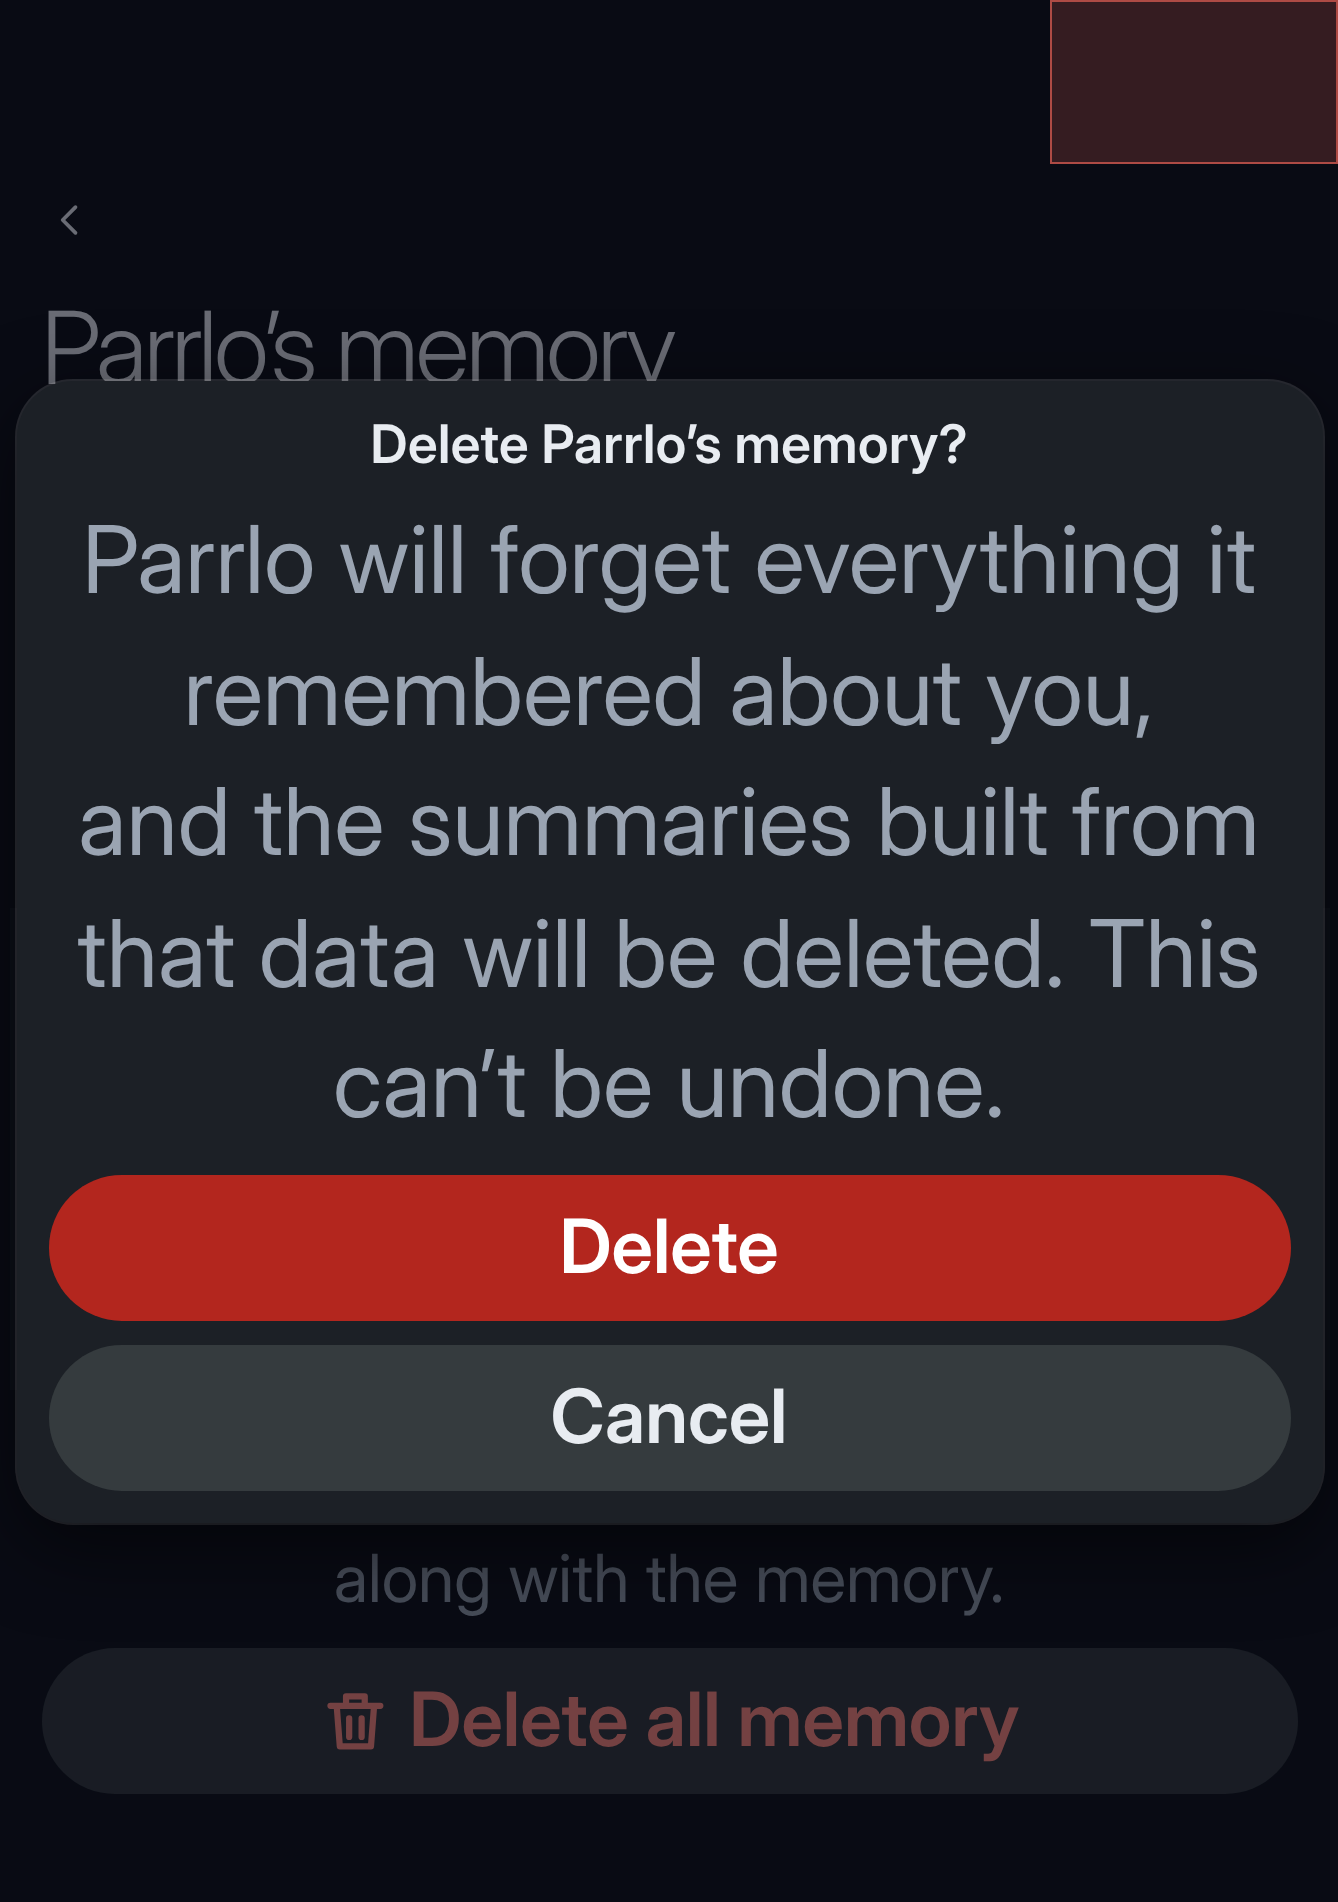 Parrlo’s memory
Delete Parrlo’s memory?
Parrlo will forget everything it
remembered about you,
and the summaries built from
that data will be deleted. This
can’t be undone.
Delete
Cancel
along with the memory.
Delete all memory